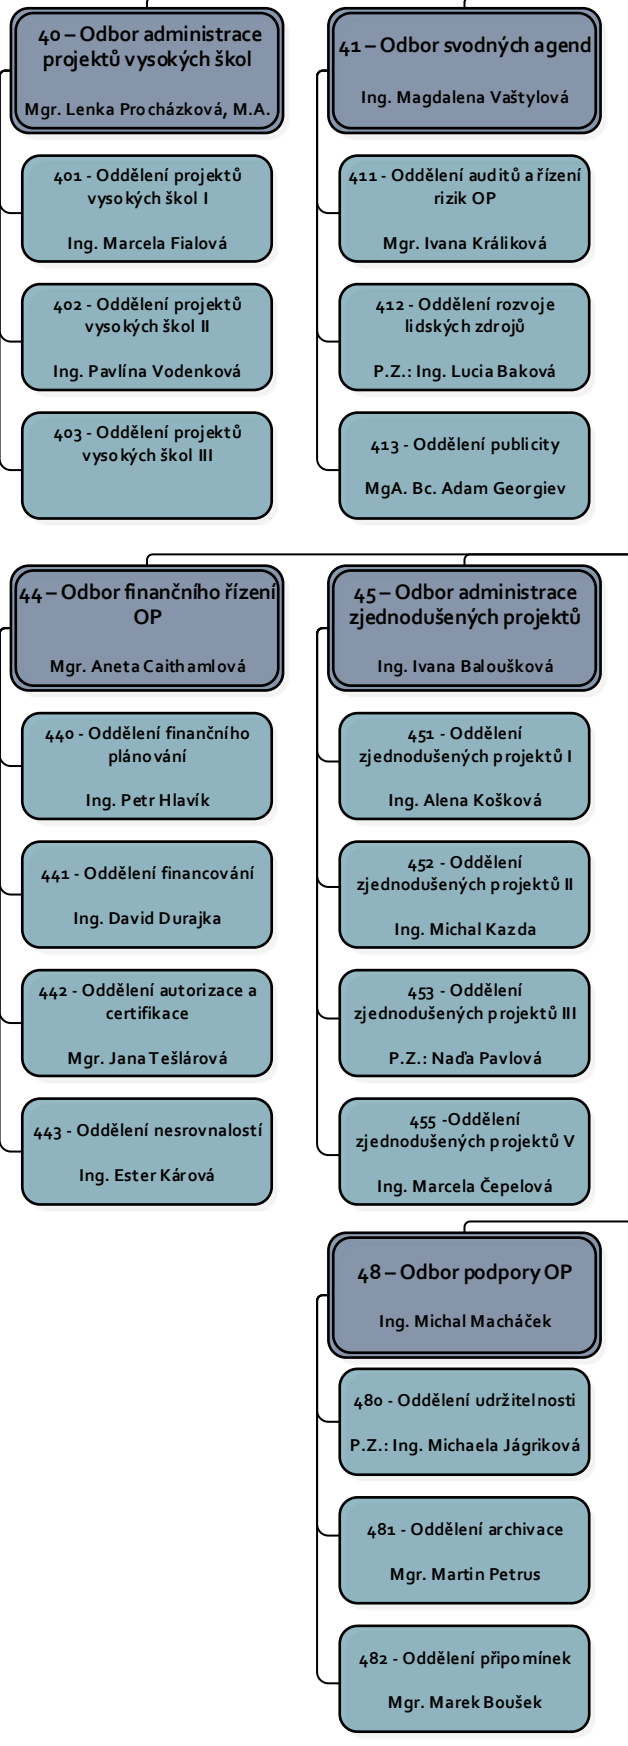 40 – Odbor administrace
projektů vysokých škol
Mgr. Lenka Procházková, M.A.
401 - Oddělení projektů
vysokých škol I
Ing. Marcela Fialová
402 - Oddělení projektů
vysokých škol II
Ing. Pavlína Vodenková
403 - Oddělení projektů
vysokých škol III
41 – Odbor svodných agend
Ing. Magdalena Vaštylová
411 - Oddělení auditů a řízení
rizik OP
Mgr. Ivana Králiková
412 - Oddělení rozvoje
lidských zdrojů
P.Z.: Ing. Lucia Baková
413 - Oddělení publicity
MgA. Bc. Adam Georgiev
44 – Odbor finančního řízení
OP
Mgr. Aneta Caithamlová
440 - Oddělení finančního
plánování
Ing. Petr Hlavík
441 - Oddělení financování
Ing. David Durajka
442 - Oddělení autorizace a
certifikace
Mgr. Jana Tešlárová
443 - Oddělení nesrovnalostí
Ing. Ester Kárová
45 – Odbor administrace
zjednodušených projektů
Ing. Ivana Baloušková
451 - Oddělení
zjednodušených projektů I
Ing. Alena Košková
452 - Oddělení
zjednodušených projektů II
Ing. Michal Kazda
453 - Oddělení
zjednodušených projektů III
P.Z.: Naďa Pavlová
455 -Oddělení
zjednodušených projektů V
Ing. Marcela Čepelová
48 – Odbor podpory OP
Ing. Michal Macháček
480 - Oddělení udržitelnosti
P.Z.: Ing. Michaela Jágriková
481 - Oddělení archivace
Mgr. Martin Petrus
482 - Oddělení připomínek
Mgr. Marek Boušek